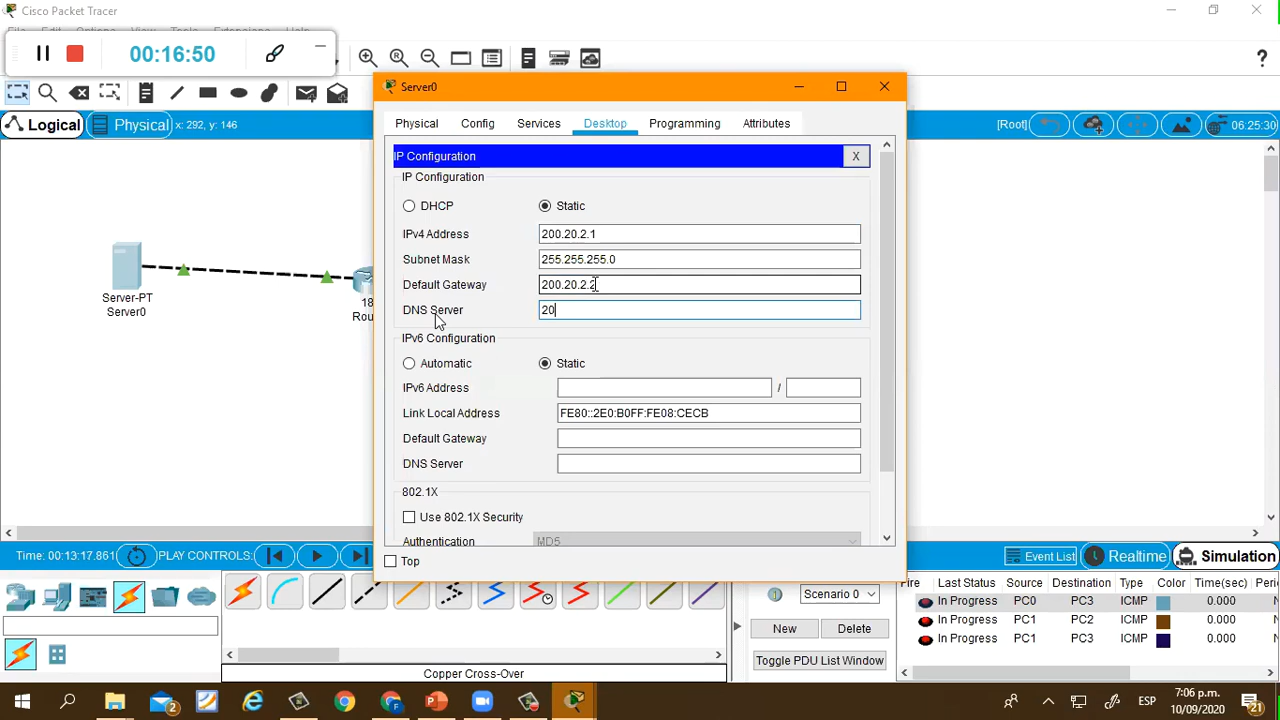 Cisco Packet Tracer
00:16:50
Logical
Physical
x: 292, y: 146
[Root]
06:25:30
Server0
Physical
Config
Services
Desktop
Programming
Attributes
IP Configuration
X
IP Configuration
DHCP
Static
IPv4 Address
200.20.2.1
Subnet Mask
255.255.255.0
Default Gateway
200.20.2.2
DNS Server
20
IPv6 Configuration
Automatic
Static
IPv6 Address
/
Link Local Address
FE80::2E0:B0FF:FE08:CECB
Default Gateway
DNS Server
802.1X
Use 802.1X Security
Authentication
MD5
Top
Server-PT
Server0
18
Rou
Time: 00:13:17.861
PLAY CONTROLS:
Event List
Realtime
Simulation
Scenario 0
New
Delete
Toggle PDU List Window
Fire Last Status Source Destination Type Color Time(sec) Peri
In Progress PC0 PC3 ICMP 0.000 N
In Progress PC1 PC2 ICMP 0.000 N
In Progress PC1 PC3 ICMP 0.000 N
Copper Cross-Over
2
ESP
7:06 p.m.
10/09/2020
21